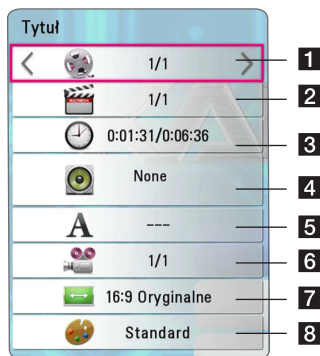 Tytuł
1/1 1
MULTIMEDIA
1/1 2
0:01:31/0:06:36 3
None 4
A --- 5
1/1 6
16:9 Oryginalne 7
Standard 8